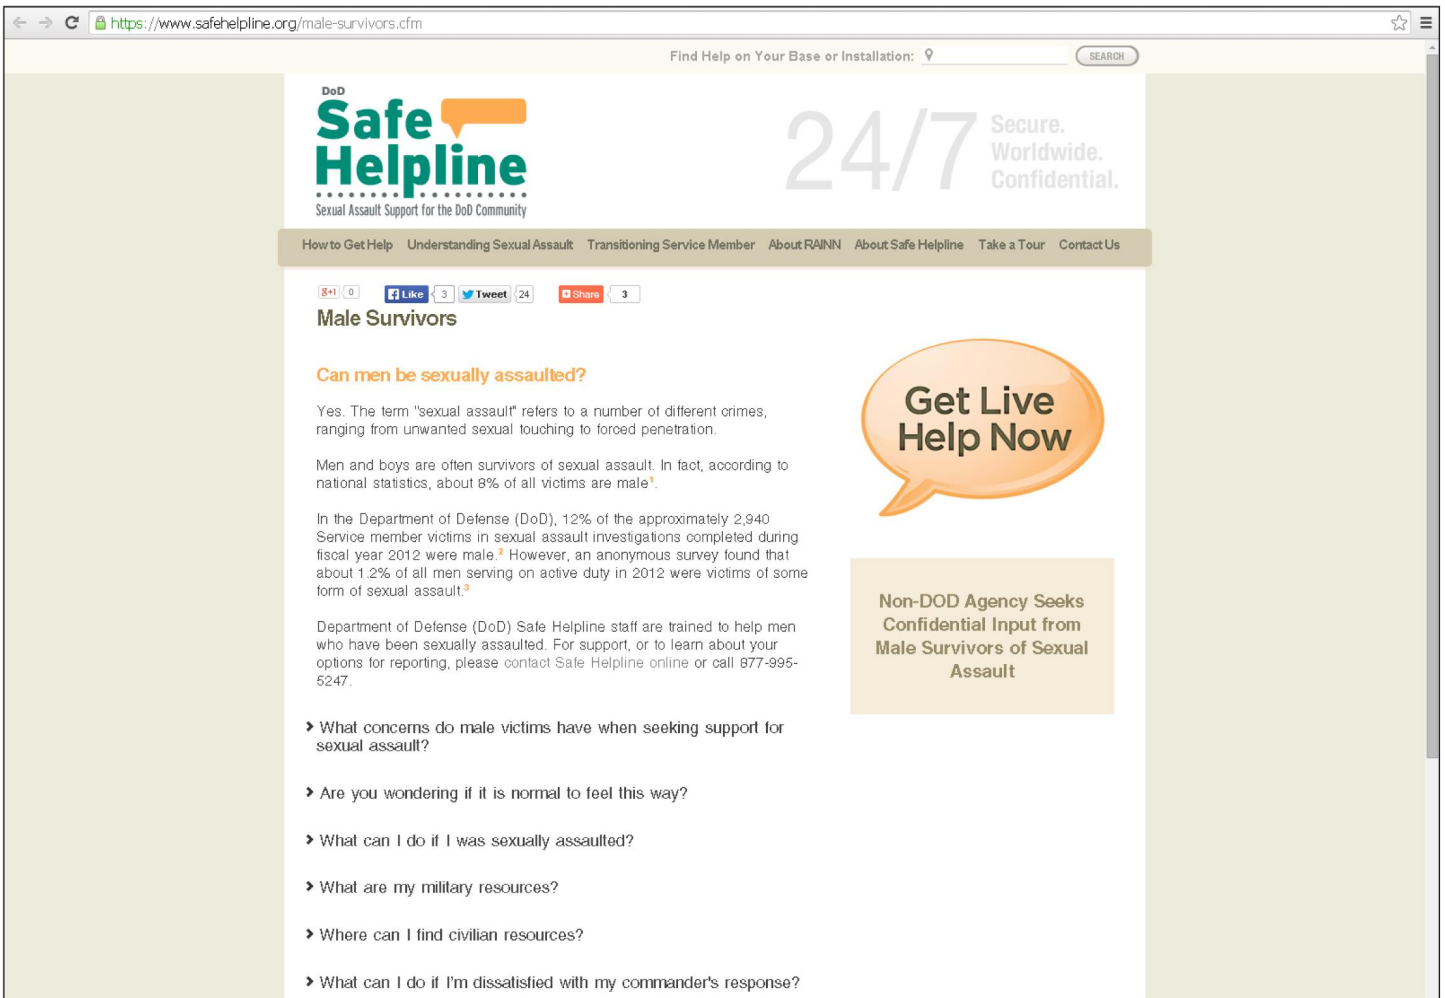 https://www.safehelpline.org/male-survivors.cfm
Find Help on Your Base or Installation:
SEARCH
DoD
Safe
Helpline
Sexual Assault Support for the DoD Community
24/7
Secure.
Worldwide.
Confidential.
How to Get Help Understanding Sexual Assault Transitioning Service Member About RAINN About Safe Helpline Take a Tour Contact Us
g+1 0 Like 3 Tweet 24 Share 3
Male Survivors
Can men be sexually assaulted?
Yes. The term "sexual assault" refers to a number of different crimes,
ranging from unwanted sexual touching to forced penetration.
Men and boys are often survivors of sexual assault. In fact, according to
national statistics, about 8% of all victims are male¹.
In the Department of Defense (DoD), 12% of the approximately 2,940
Service member victims in sexual assault investigations completed during
fiscal year 2012 were male.² However, an anonymous survey found that
about 1.2% of all men serving on active duty in 2012 were victims of some
form of sexual assault.³
Department of Defense (DoD) Safe Helpline staff are trained to help men
who have been sexually assaulted. For support, or to learn about your
options for reporting, please contact Safe Helpline online or call 877-995-
5247.
What concerns do male victims have when seeking support for
sexual assault?
Are you wondering if it is normal to feel this way?
What can I do if I was sexually assaulted?
What are my military resources?
Where can I find civilian resources?
What can I do if I'm dissatisfied with my commander's response?
Get Live
Help Now
Non-DOD Agency Seeks
Confidential Input from
Male Survivors of Sexual
Assault